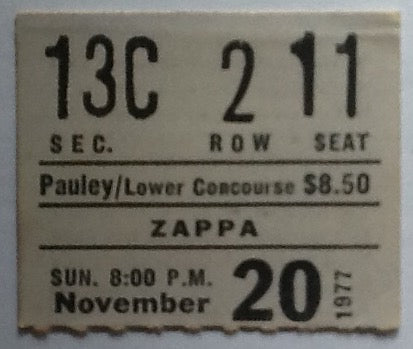 13C 2 11
SEC. ROW SEAT
Pauley/Lower Concourse $8.50
ZAPPA
SUN. 8:00 P.M.
November 20 1977